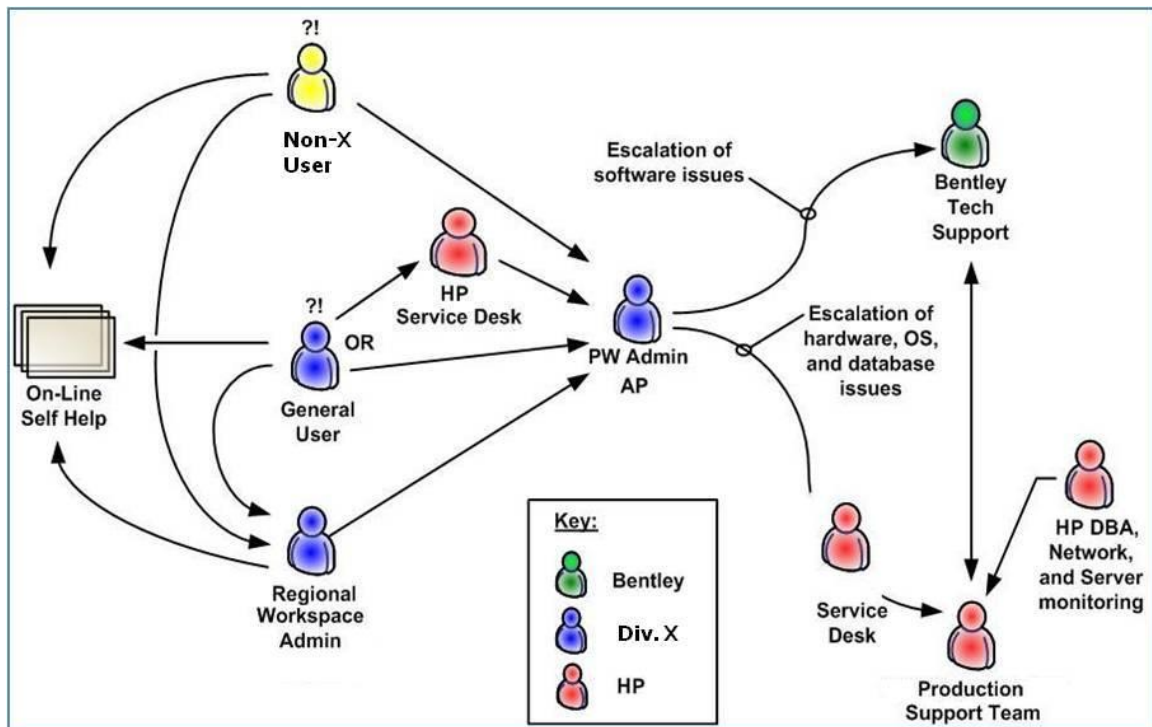 ?!
Non-X
User
HP
Service Desk
?!
OR
General
User
On-Line
Self Help
Regional
Workspace
Admin
PW Admin
AP
Escalation of
software issues
Bentley
Tech
Support
Escalation of
hardware, OS,
and database
issues
Service
Desk
HP DBA,
Network,
and Server
monitoring
Production
Support Team
Key:
Bentley
Div. X
HP